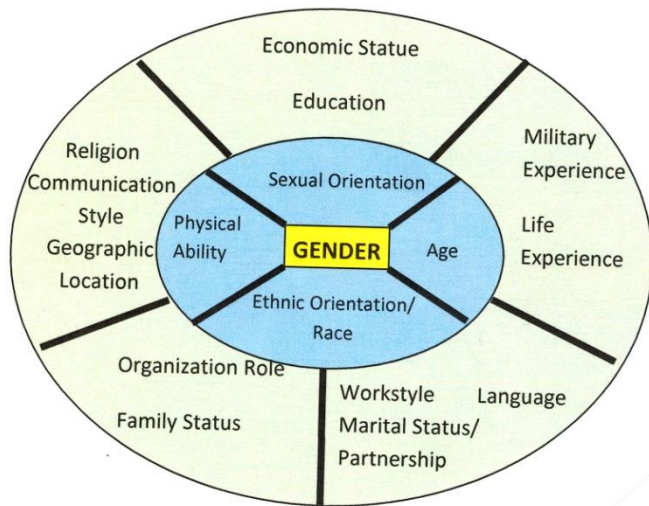 Economic Statue
Education
Religion
Communication
Style
Geographic
Location
Military
Experience
Life
Experience
Sexual Orientation
Physical
Ability
GENDER
Age
Ethnic Orientation/
Race
Organization Role
Family Status
Workstyle
Marital Status/
Partnership
Language